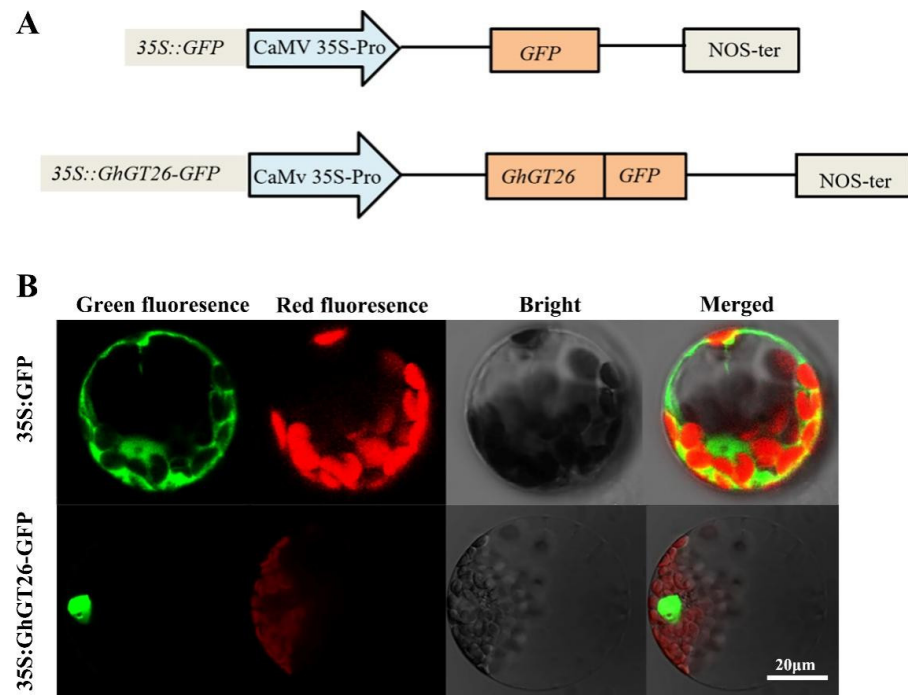 A
35S::GFP CaMV 35S-Pro GFP NOS-ter
35S::GhGT26-GFP CaMv 35S-Pro GhGT26 GFP NOS-ter
B
Green fluoresence Red fluoresence Bright Merged
35S:GFP
35S:GhGT26-GFP
20μm